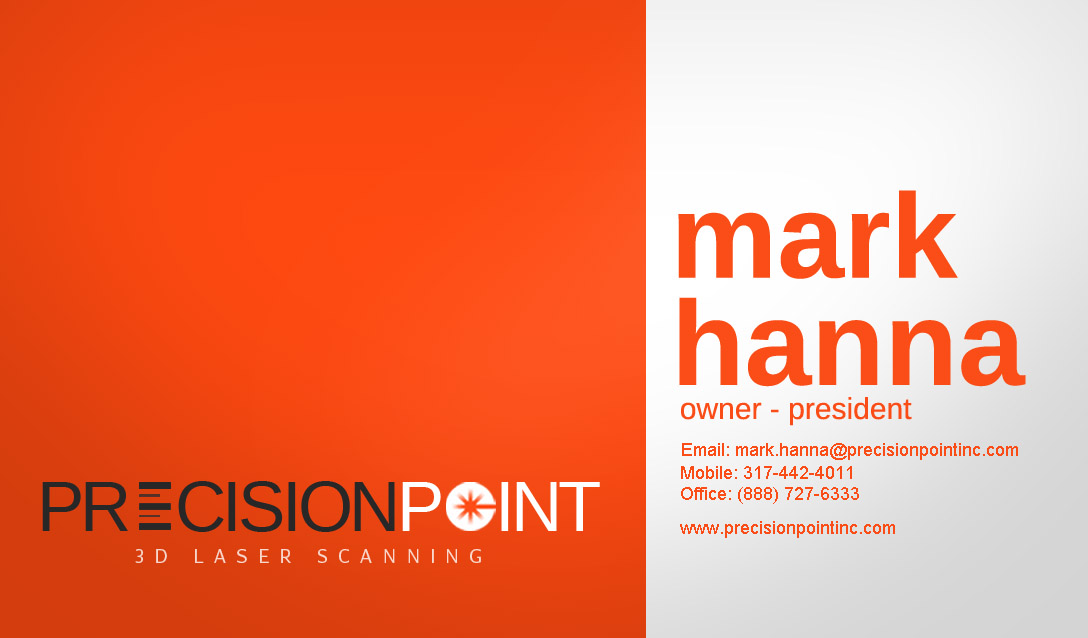 PRECISIONPOINT
3D LASER SCANNING
mark
hanna
owner - president
Email: mark.hanna@precisionpointinc.com
Mobile: 317-442-4011
Office: (888) 727-6333
www.precisionpointinc.com